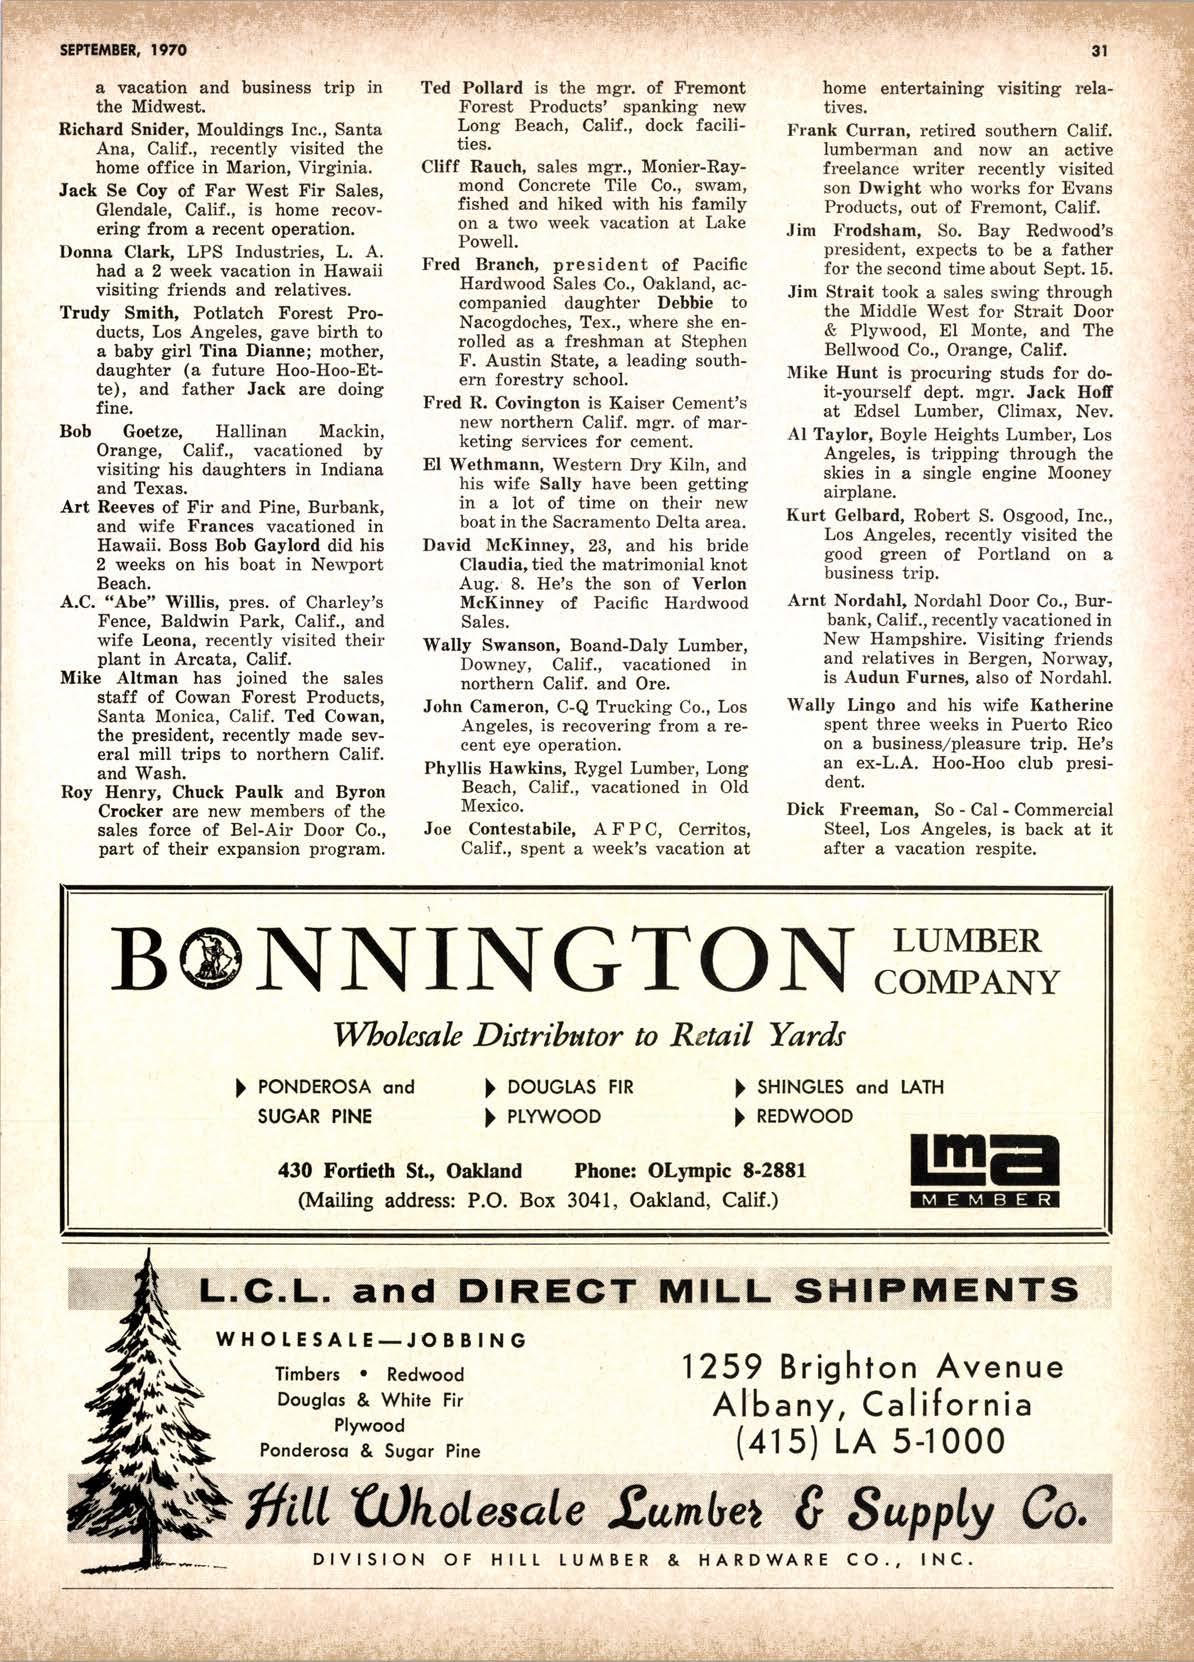 SEPTEMBER, 1970
31
a vacation and business trip in
the Midwest.
Richard Snider, Mouldings Inc., Santa
Ana, Calif., recently visited the
home office in Marion, Virginia.
Jack Se Coy of Far West Fir Sales,
Glendale, Calif., is home recov-
ering from a recent operation.
Donna Clark, LPS Industries, L. A.
had a 2 week vacation in Hawaii
visiting friends and relatives.
Trudy Smith, Potlatch Forest Pro-
ducts, Los Angeles, gave birth to
a baby girl Tina Dianne; mother,
daughter (a future Hoo-Hoo-Et-
te), and father Jack are doing
fine.
Bob Goetze, Hallinan Mackin,
Orange, Calif., vacationed by
visiting his daughters in Indiana
and Texas.
Art Reeves of Fir and Pine, Burbank,
and wife Frances vacationed in
Hawaii. Boss Bob Gaylord did his
2 weeks on his boat in Newport
Beach.
A.C. "Abe" Willis, pres. of Charley's
Fence, Baldwin Park, Calif., and
wife Leona, recently visited their
plant in Arcata, Calif.
Mike Altman has joined the sales
staff of Cowan Forest Products,
Santa Monica, Calif. Ted Cowan,
the president, recently made sev-
eral mill trips to northern Calif.
and Wash.
Roy Henry, Chuck Paulk and Byron
Crocker are new members of the
sales force of Bel-Air Door Co.,
part of their expansion program.
Ted Pollard is the mgr. of Fremont
Forest Products' spanking new
Long Beach, Calif., dock facili-
ties.
Cliff Rauch, sales mgr., Monier-Ray-
mond Concrete Tile Co., swam,
fished and hiked with his family
on a two week vacation at Lake
Powell.
Fred Branch, president of Pacific
Hardwood Sales Co., Oakland, ac-
companied daughter Debbie to
Nacogdoches, Tex., where she en-
rolled as a freshman at Stephen
F. Austin State, a leading south-
ern forestry school.
Fred R. Covington is Kaiser Cement's
new northern Calif. mgr. of mar-
keting services for cement.
El Wethmann, Western Dry Kiln, and
his wife Sally have been getting
in a lot of time on their new
boat in the Sacramento Delta area.
David McKinney, 23, and his bride
Claudia, tied the matrimonial knot
Aug. 8. He's the son of Verlon
McKinney of Pacific Hardwood
Sales.
Wally Swanson, Boand-Daly Lumber,
Downey, Calif., vacationed in
northern Calif. and Ore.
John Cameron, C-Q Trucking Co., Los
Angeles, is recovering from a re-
cent eye operation.
Phyllis Hawkins, Rygel Lumber, Long
Beach, Calif., vacationed in Old
Mexico.
Joe Contestabile, A F P C, Cerritos,
Calif., spent a week's vacation at
home entertaining visiting rela-
tives.
Frank Curran, retired southern Calif.
lumberman and now an active
freelance writer recently visited
son Dwight who works for Evans
Products, out of Fremont, Calif.
Jim Frodsham, So. Bay Redwood's
president, expects to be a father
for the second time about Sept. 15.
Jim Strait took a sales swing through
the Middle West for Strait Door
& Plywood, El Monte, and The
Bellwood Co., Orange, Calif.
Mike Hunt is procuring studs for do-
it-yourself dept. mgr. Jack Hoff
at Edsel Lumber, Climax, Nev.
Al Taylor, Boyle Heights Lumber, Los
Angeles, is tripping through the
skies in a single engine Mooney
airplane.
Kurt Gelbard, Robert S. Osgood, Inc.,
Los Angeles, recently visited the
good green of Portland on a
business trip.
Arnt Nordahl, Nordahl Door Co., Bur-
bank, Calif., recently vacationed in
New Hampshire. Visiting friends
and relatives in Bergen, Norway,
is Audun Furnes, also of Nordahl.
Wally Lingo and his wife Katherine
spent three weeks in Puerto Rico
on a business/pleasure trip. He's
an ex-L.A. Hoo-Hoo club presi-
dent.
Dick Freeman, So - Cal - Commercial
Steel, Los Angeles, is back at it
after a vacation respite.
BONNINGTON LUMBER
COMPANY
Wholesale Distributor to Retail Yards
PONDEROSA and
SUGAR PINE
DOUGLAS FIR
PLYWOOD
SHINGLES and LATH
REDWOOD
430 Fortieth St., Oakland Phone: OLympic 8-2881
(Mailing address: P.O. Box 3041, Oakland, Calif.)
Lma
MEMBER
L.C.L. and DIRECT MILL SHIPMENTS
WHOLESALE—JOBBING
Timbers • Redwood
Douglas & White Fir
Plywood
Ponderosa & Sugar Pine
1259 Brighton Avenue
Albany, California
(415) LA 5-1000
Hill Wholesale Lumber & Supply Co.
DIVISION OF HILL LUMBER & HARDWARE CO., INC.